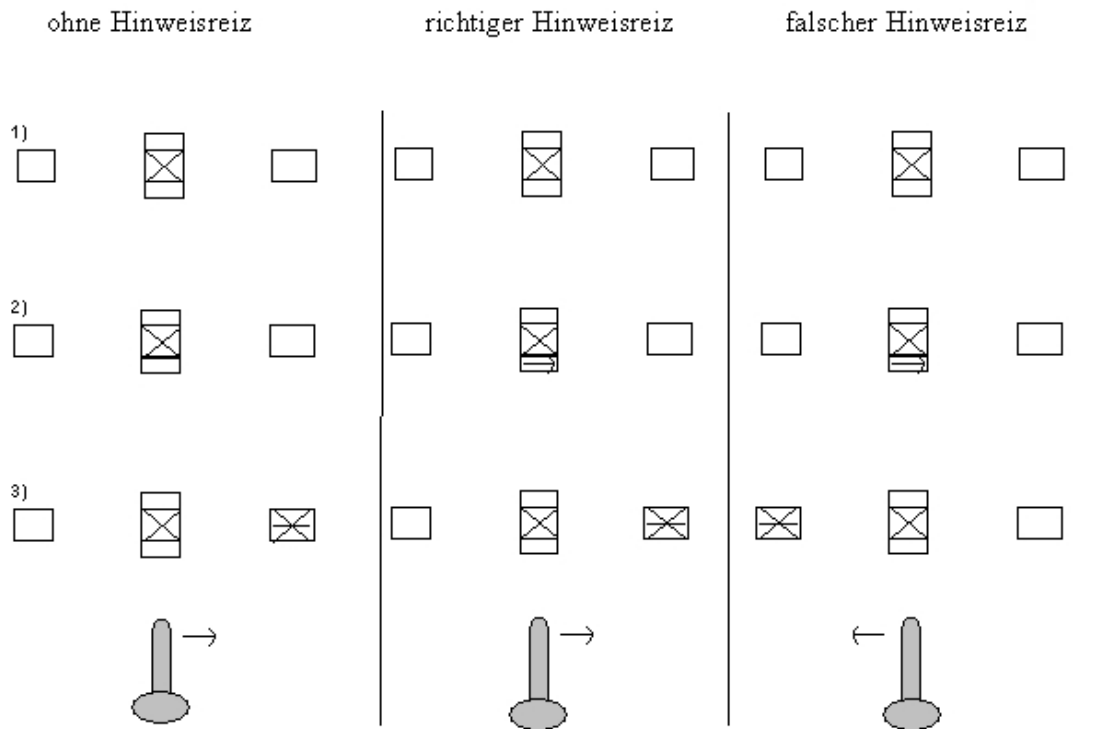 ohne Hinweisreiz
richtiger Hinweisreiz
falscher Hinweisreiz
1)
2)
3)